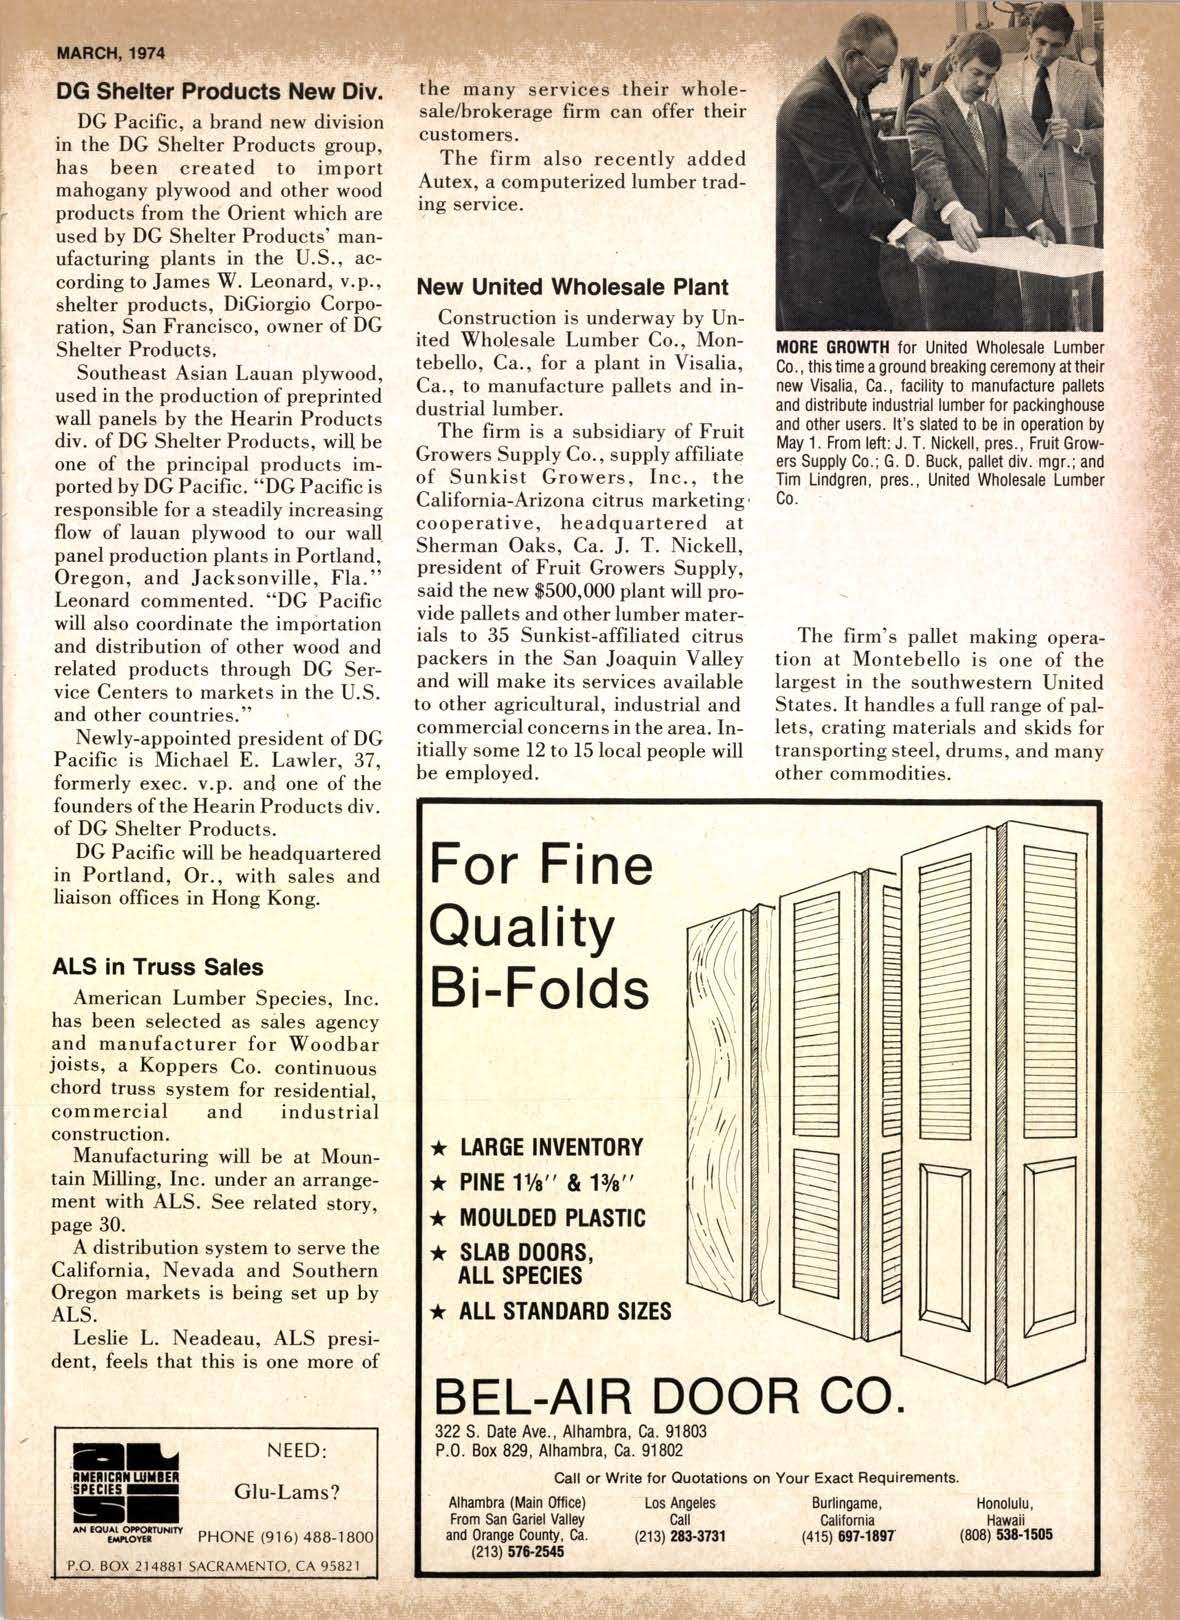 MARCH, 1974
DG Shelter Products New Div.
DG Pacific, a brand new division
in the DG Shelter Products group,
has been created to import
mahogany plywood and other wood
products from the Orient which are
used by DG Shelter Products' man-
ufacturing plants in the U.S., ac-
cording to James W. Leonard, v.p.,
shelter products, DiGiorgio Corpo-
ration, San Francisco, owner of DG
Shelter Products.
Southeast Asian Lauan plywood,
used in the production of preprinted
wall panels by the Hearin Products
div. of DG Shelter Products, will be
one of the principal products im-
ported by DG Pacific. "DG Pacific is
responsible for a steadily increasing
flow of lauan plywood to our wall
panel production plants in Portland,
Oregon, and Jacksonville, Fla."
Leonard commented. "DG Pacific
will also coordinate the importation
and distribution of other wood and
related products through DG Ser-
vice Centers to markets in the U.S.
and other countries."
Newly-appointed president of DG
Pacific is Michael E. Lawler, 37,
formerly exec. v.p. and one of the
founders of the Hearin Products div.
of DG Shelter Products.
DG Pacific will be headquartered
in Portland, Or., with sales and
liaison offices in Hong Kong.
ALS in Truss Sales
American Lumber Species, Inc.
has been selected as sales agency
and manufacturer for Woodbar
joists, a Koppers Co. continuous
chord truss system for residential,
commercial and industrial
construction.
Manufacturing will be at Moun-
tain Milling, Inc. under an arrange-
ment with ALS. See related story,
page 30.
A distribution system to serve the
California, Nevada and Southern
Oregon markets is being set up by
ALS.
Leslie L. Neadeau, ALS presi-
dent, feels that this is one more of
the many services their whole-
sale/brokerage firm can offer their
customers.
The firm also recently added
Autex, a computerized lumber trad-
ing service.
New United Wholesale Plant
Construction is underway by Un-
ited Wholesale Lumber Co., Mon-
tebello, Ca., for a plant in Visalia,
Ca., to manufacture pallets and in-
dustrial lumber.
The firm is a subsidiary of Fruit
Growers Supply Co., supply affiliate
of Sunkist Growers, Inc., the
California-Arizona citrus marketing
cooperative, headquartered at
Sherman Oaks, Ca. J. T. Nickell,
president of Fruit Growers Supply,
said the new $500,000 plant will pro-
vide pallets and other lumber mater-
ials to 35 Sunkist-affiliated citrus
packers in the San Joaquin Valley
and will make its services available
to other agricultural, industrial and
commercial concerns in the area. In-
itially some 12 to 15 local people will
be employed.
MORE GROWTH for United Wholesale Lumber
Co., this time a ground breaking ceremony at their
new Visalia, Ca., facility to manufacture pallets
and distribute industrial lumber for packinghouse
and other users. It's slated to be in operation by
May 1. From left: J. T. Nickell, pres., Fruit Grow-
ers Supply Co.; G. D. Buck, pallet div. mgr.; and
Tim Lindgren, pres., United Wholesale Lumber
Co.
The firm's pallet making opera-
tion at Montebello is one of the
largest in the southwestern United
States. It handles a full range of pal-
lets, crating materials and skids for
transporting steel, drums, and many
other commodities.
AMERICAN LUMBER
SPECIES
AN EQUAL OPPORTUNITY
EMPLOYER
NEED:
Glu-Lams?
PHONE (916) 488-1800
P.O. BOX 214881 SACRAMENTO, CA 95821
For Fine
Quality
Bi-Folds
★ LARGE INVENTORY
★ PINE 1⅛'' & 1⅜''
★ MOULDED PLASTIC
★ SLAB DOORS,
ALL SPECIES
★ ALL STANDARD SIZES
BEL-AIR DOOR CO.
322 S. Date Ave., Alhambra, Ca. 91803
P.O. Box 829, Alhambra, Ca. 91802
Call or Write for Quotations on Your Exact Requirements.
Alhambra (Main Office)
From San Gariel Valley
and Orange County, Ca.
(213) 576-2545
Los Angeles
Call
(213) 283-3731
Burlingame,
California
(415) 697-1897
Honolulu,
Hawaii
(808) 538-1505